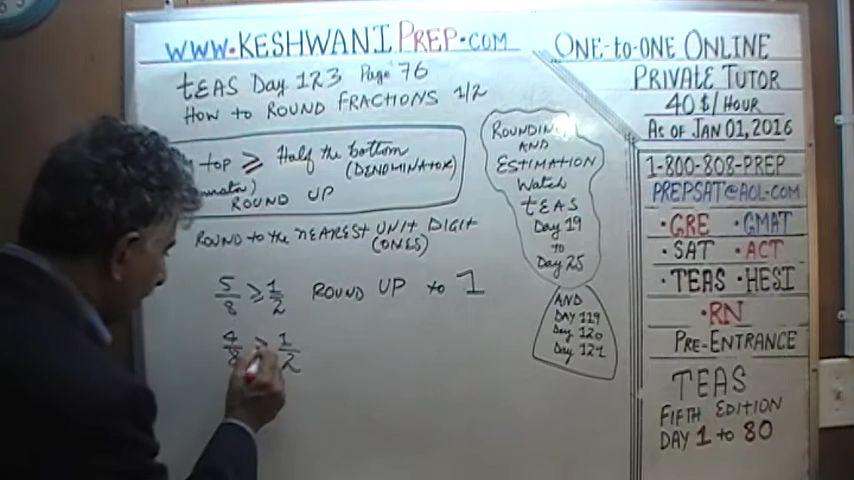 WWW.KESHWANIPREP.COM
TEAS Day 123 Page 76
HOW TO ROUND FRACTIONS 1/2
top ≥ Half the bottom
(DENOMINATOR)
ROUND UP
ROUND TO the NEAREST UNIT DIGIT
(ONES)
5/8 ≥ 1/2 ROUND UP to 1
4/8 ≥ 1/2
ROUNDING
AND
ESTIMATION
Watch
TEAS
Day 19
to
Day 25
AND
DAY 119
Day 120
Day 121
ONE-to-ONE ONLINE
PRIVATE TUTOR
40 $/HOUR
AS OF JAN 01, 2016
1-800-808-PREP
PREPSAT@AOL.COM
•GRE •GMAT
•SAT •ACT
•TEAS •HESI
•RN
PRE-ENTRANCE
TEAS
FIFTH EDITION
DAY 1 to 80